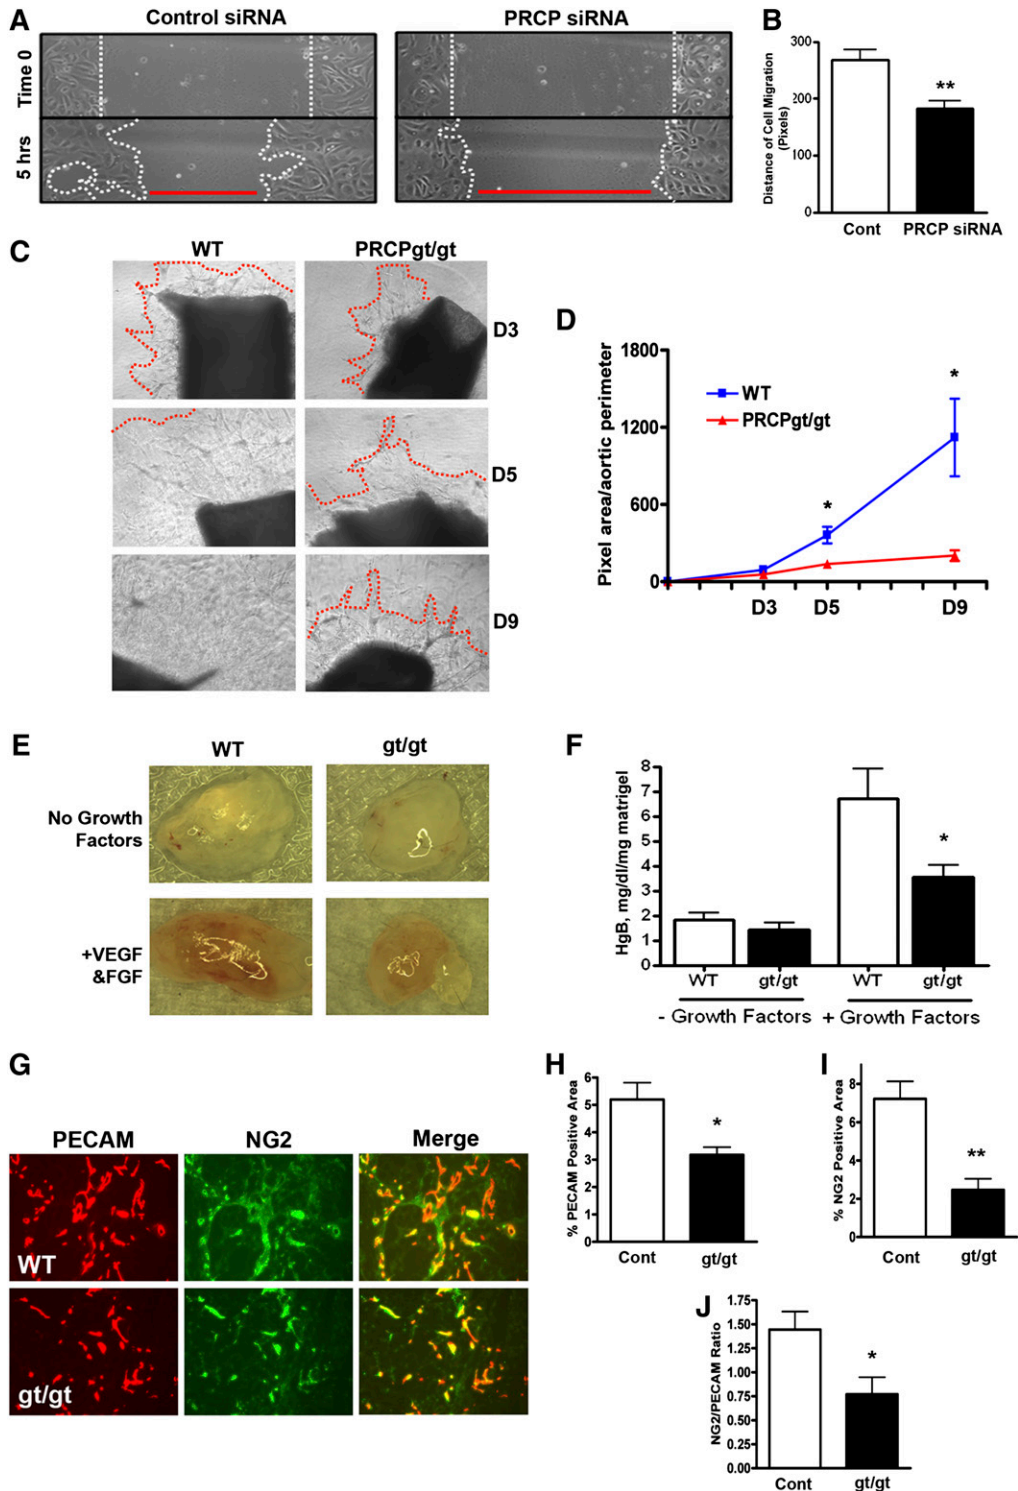 A
Control siRNA
PRCP siRNA
Time 0
5 hrs
B
Distance of Cell Migration
(Pixels)
300
200
100
0
Cont
PRCP siRNA
**
C
WT
PRCPgt/gt
D3
D5
D9
D
Pixel area/aortic perimeter
1800
1200
600
0
WT
PRCPgt/gt
*
*
D3
D5
D9
E
WT
gt/gt
No Growth
Factors
+VEGF
&FGF
F
HgB, mg/dl/mg matrigel
8
7
6
5
4
3
2
1
0
*
WT
gt/gt
WT
gt/gt
- Growth Factors
+ Growth Factors
G
PECAM
NG2
Merge
WT
gt/gt
H
% PECAM Positive Area
6
5
4
3
2
1
0
*
Cont
gt/gt
I
% NG2 Positive Area
8
6
4
2
0
**
Cont
gt/gt
J
NG2/PECAM Ratio
1.75
1.50
1.25
1.00
0.75
0.50
0.25
0.00
*
Cont
gt/gt